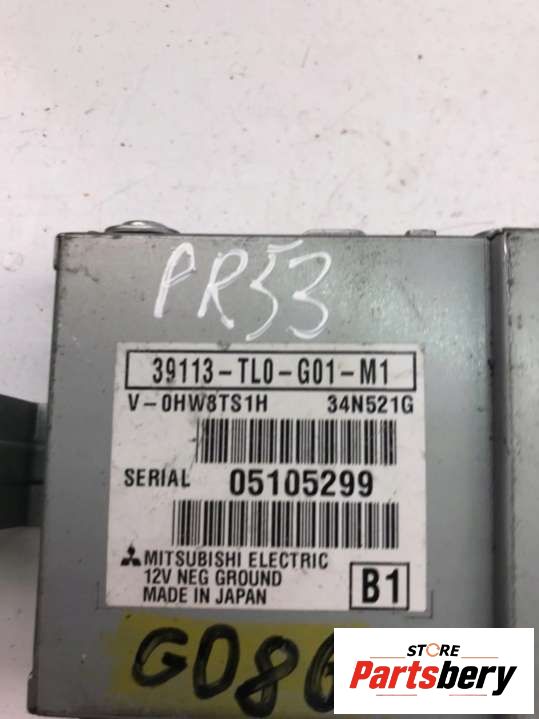 PR53
39113-TL0-G01-M1
V-0HW8TS1H 34N521G
SERIAL 05105299
MITSUBISHI ELECTRIC
12V NEG GROUND
MADE IN JAPAN
B1
G086
STORE
Partsbery